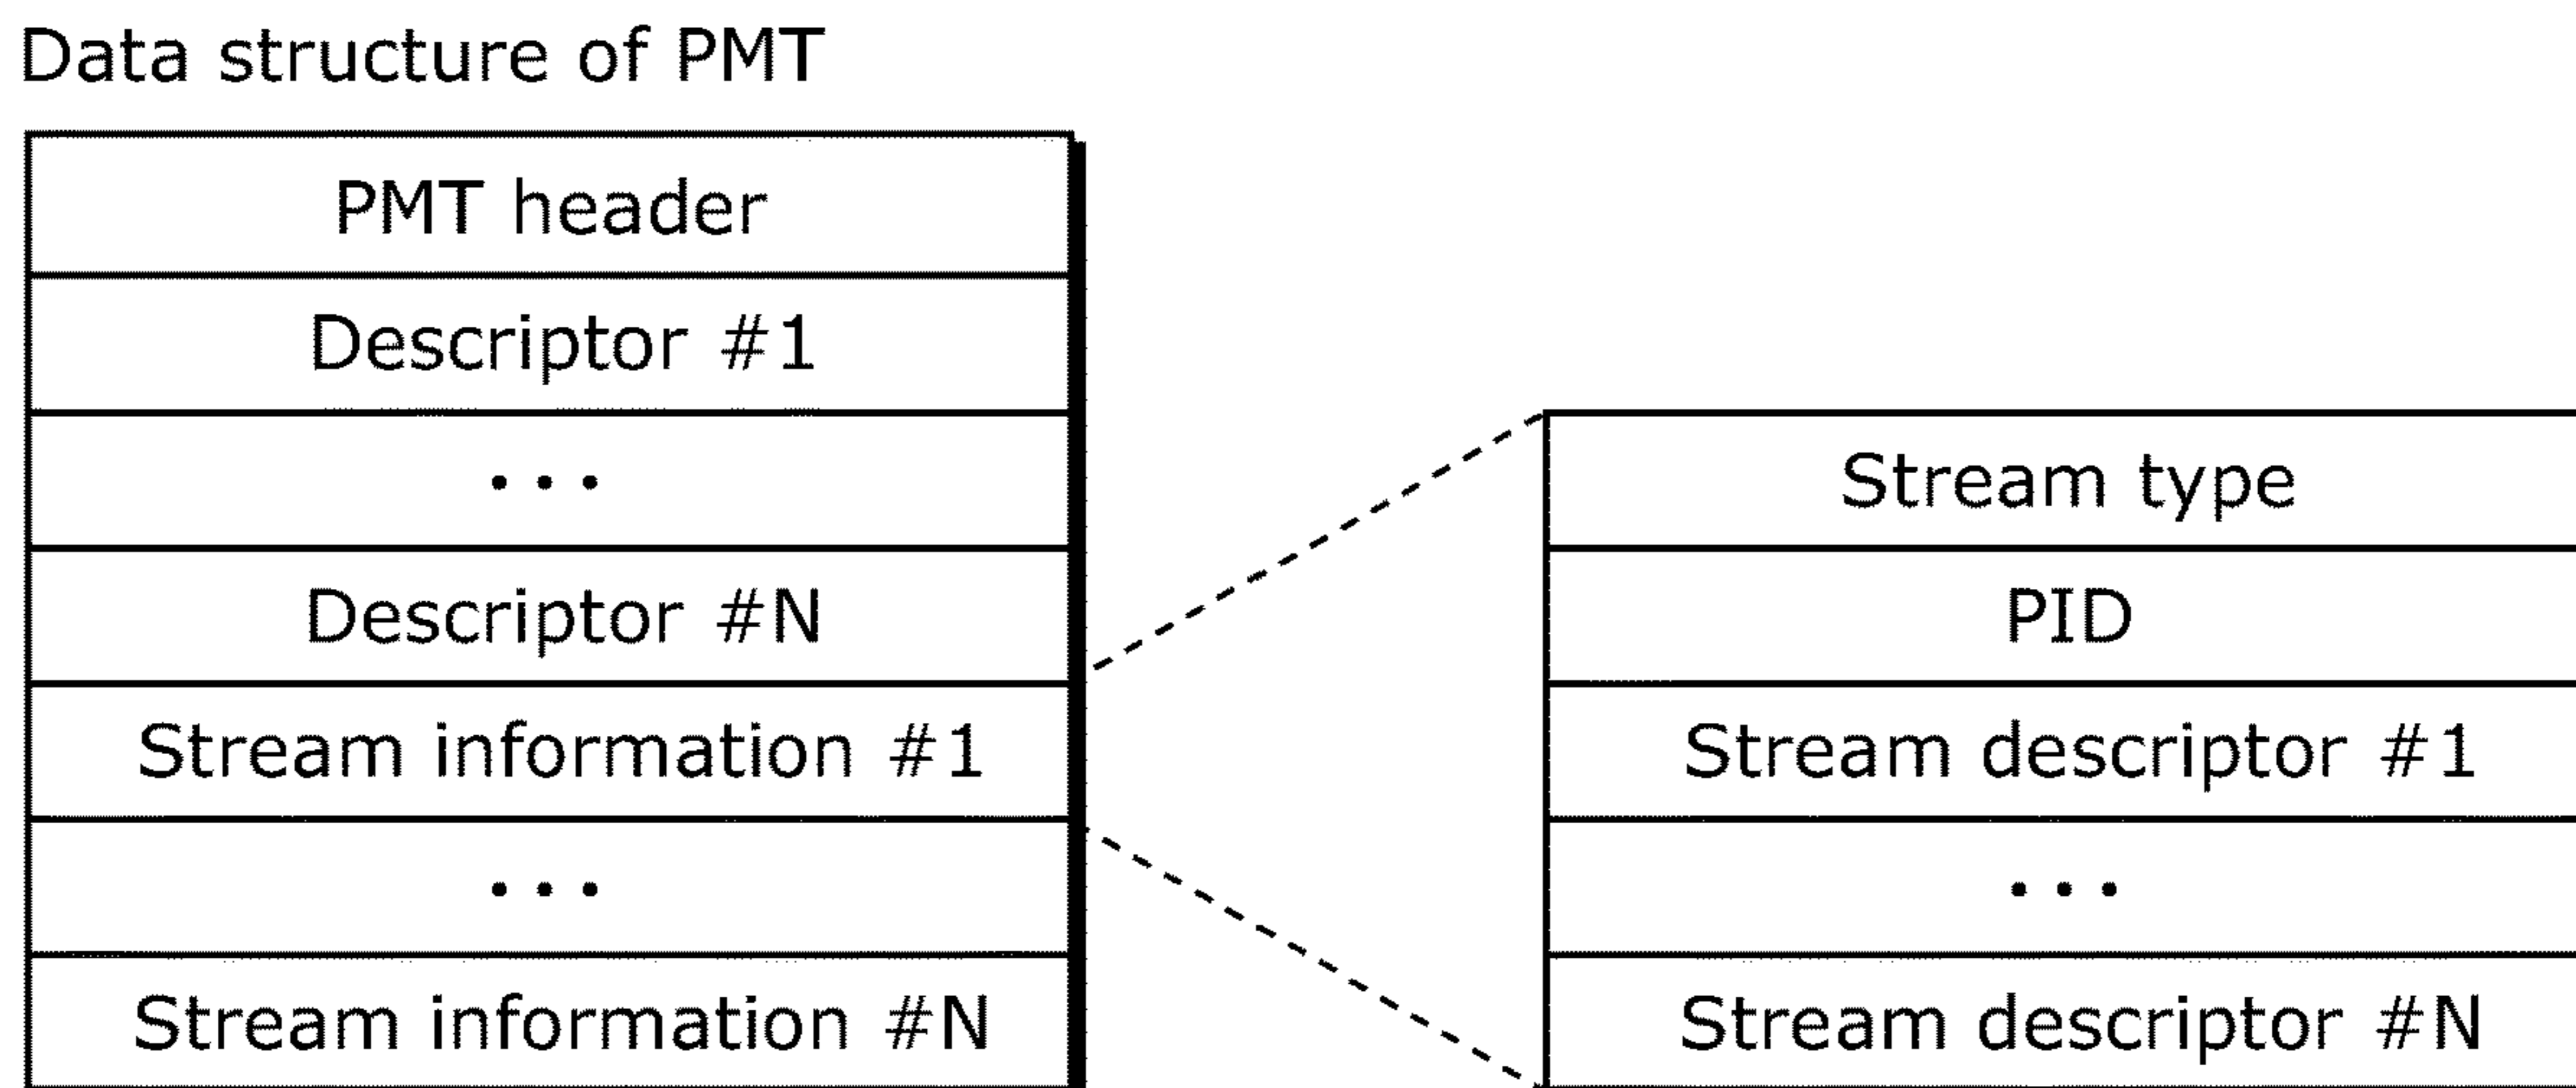 Data structure of PMT
PMT header
Descriptor #1
...
Descriptor #N
Stream information #1
...
Stream information #N
Stream type
PID
Stream descriptor #1
...
Stream descriptor #N